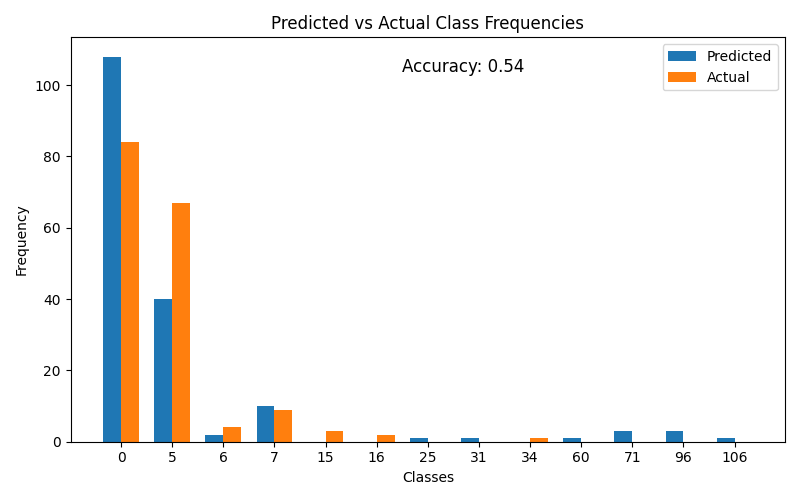 Predicted vs Actual Class Frequencies
Accuracy: 0.54
Predicted
Actual
Frequency
100
80
60
40
20
0
0 5 6 7 15 16 25 31 34 60 71 96 106
Classes